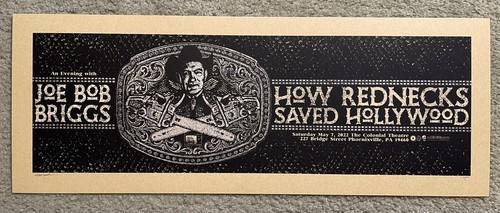 An Evening with
JOE BOB
BRIGGS
HOW REDNECKS
SAVED HOLLYWOOD
Saturday May 7, 2022 The Colonial Theatre
227 Bridge Street Phoenixville, PA 19460